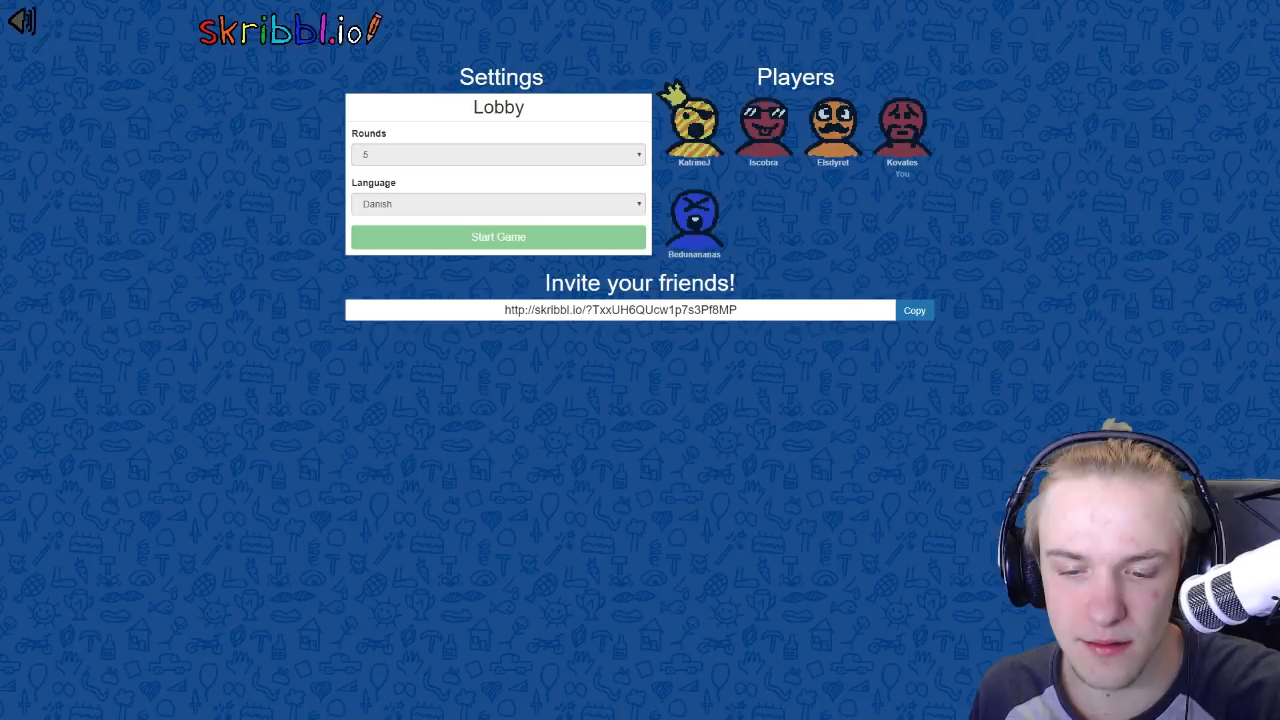 skribbl.io
Settings
Players
Lobby
Rounds
5
Language
Danish
Start Game
KatrineJ
Iscobra
Elsdyret
Kovates
You
Bedunananas
Invite your friends!
http://skribbl.io/?TxxUH6QUcw1p7s3Pf8MP
Copy